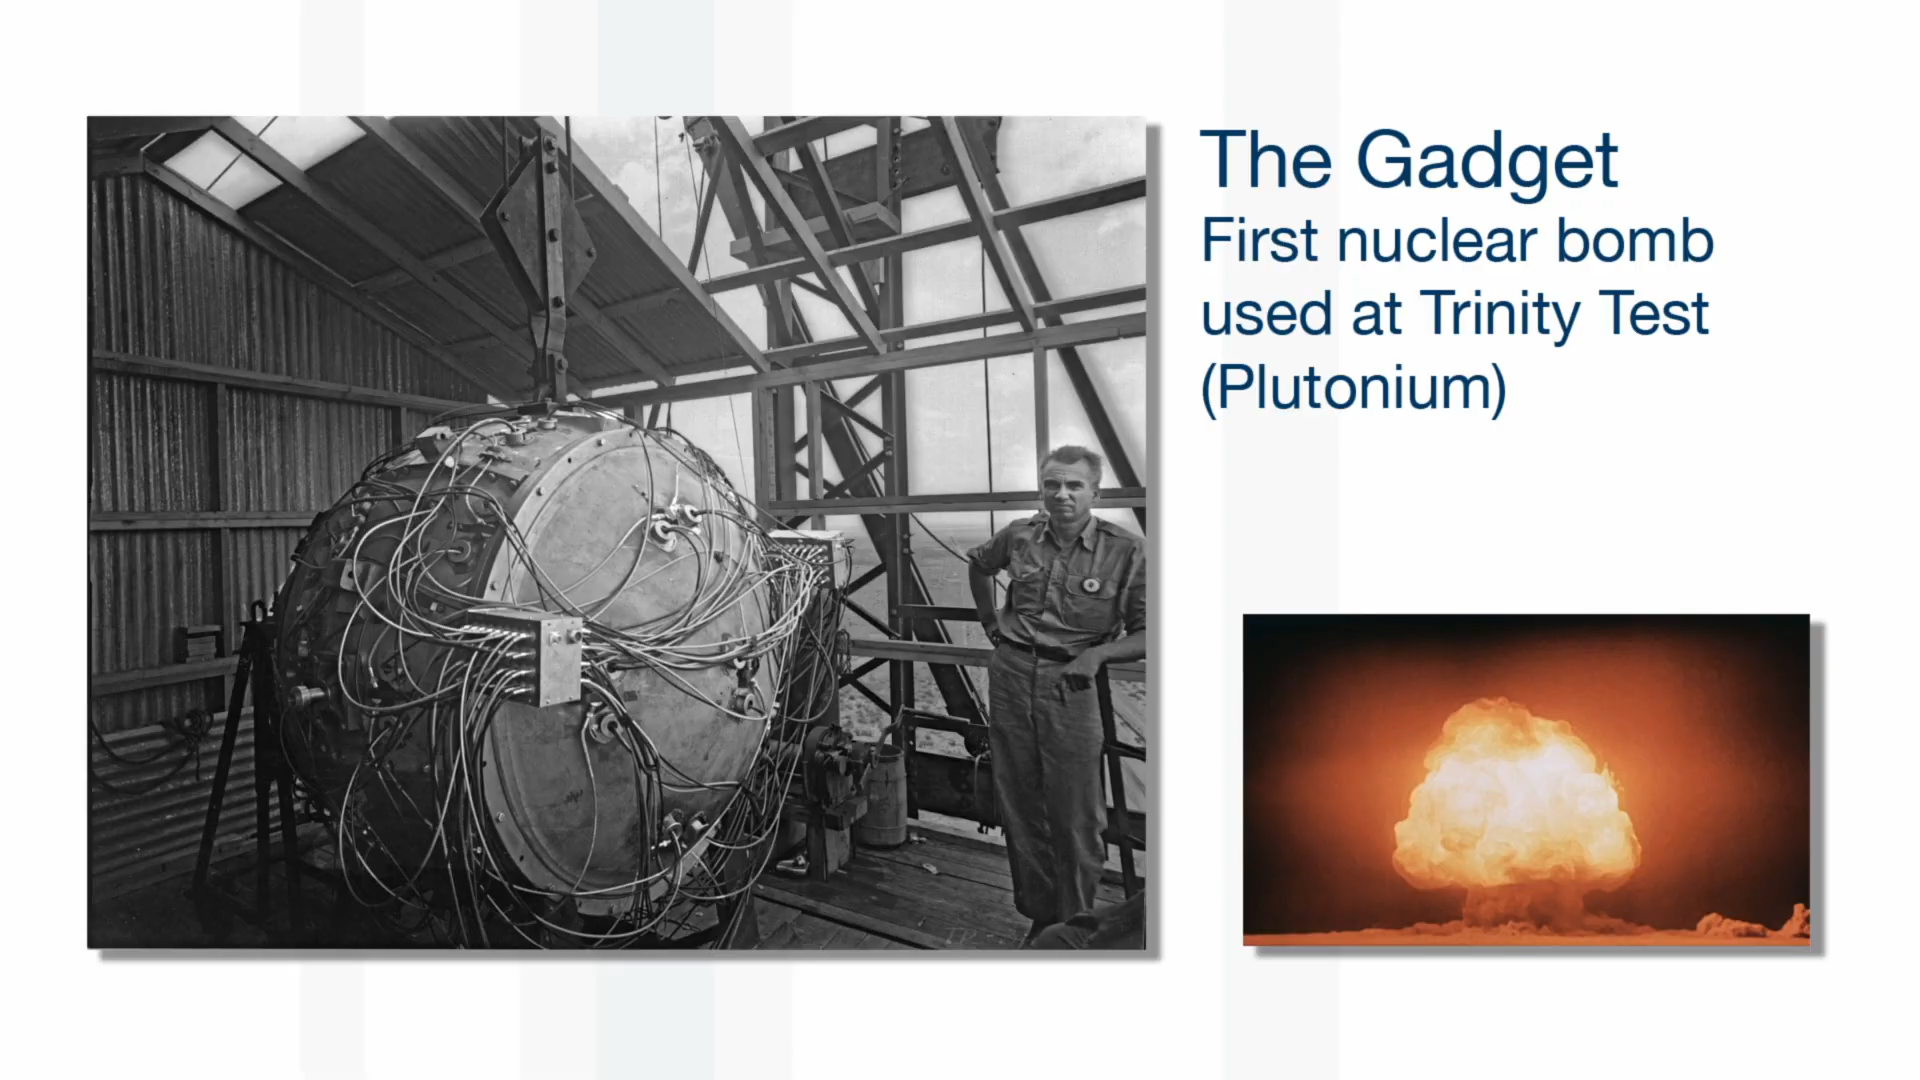 The Gadget
First nuclear bomb
used at Trinity Test
(Plutonium)